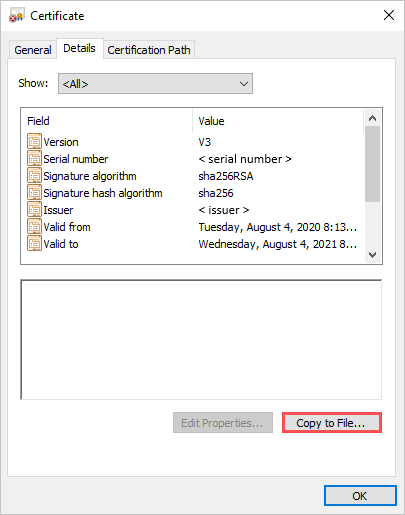 Certificate
General Details Certification Path
Show: <All>
Field Value
Version V3
Serial number < serial number >
Signature algorithm sha256RSA
Signature hash algorithm sha256
Issuer < issuer >
Valid from Tuesday, August 4, 2020 8:13...
Valid to Wednesday, August 4, 2021 8...
Edit Properties... Copy to File...
OK